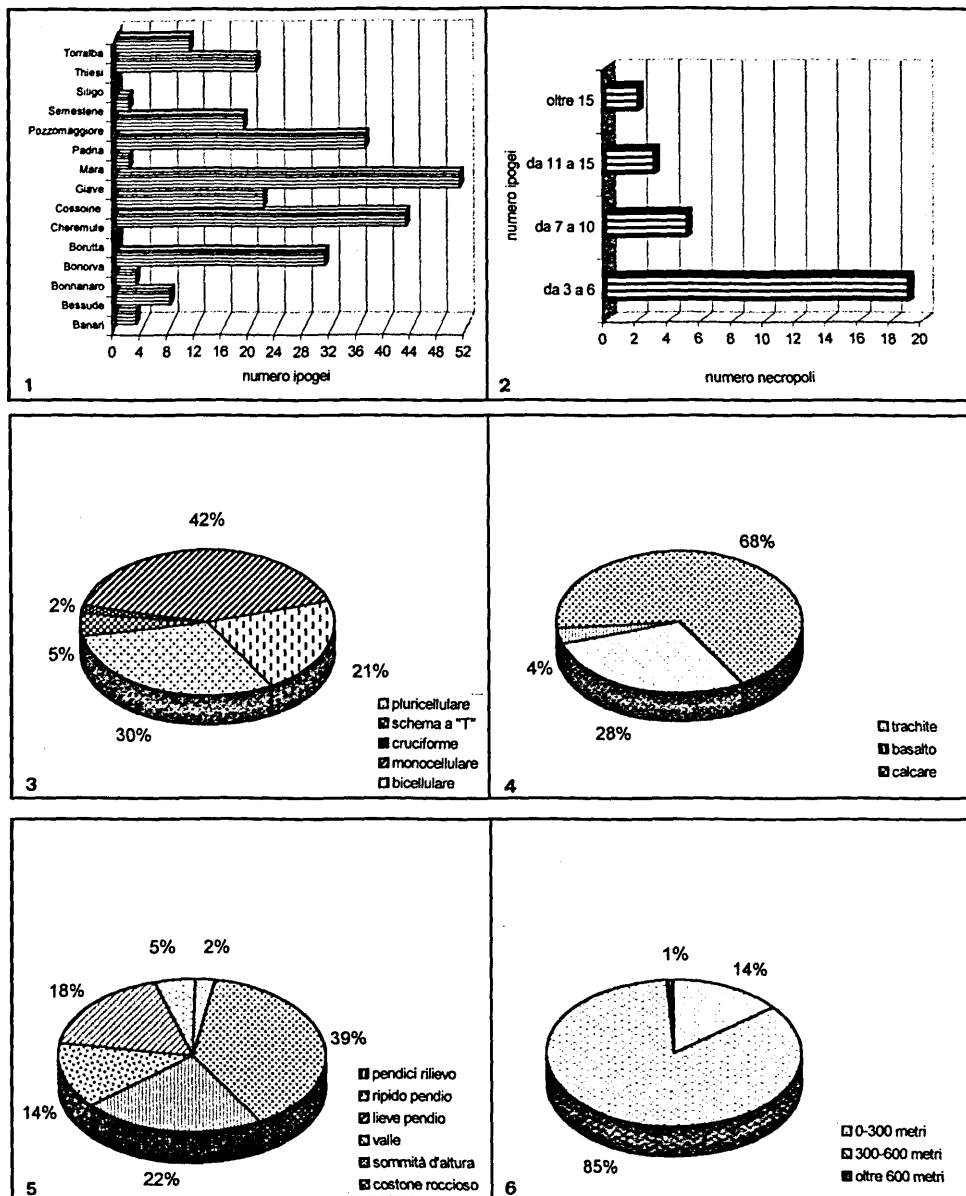 Torralba
Thiesi
Siligo
Semestene
Pozzomaggiore
Padria
Mara
Giave
Cossoine
Cheremule
Borutta
Bonorva
Bonnanaro
Bessude
Banari
0 4 8 12 16 20 24 28 32 36 40 44 48 52
numero ipogei
1
numero ipogei
oltre 15
da 11 a 15
da 7 a 10
da 3 a 6
0 2 4 6 8 10 12 14 16 18 20
numero necropoli
2
42%
2%
5%
21%
30%
pluricellulare
schema a "T"
cruciforme
monocellulare
bicellulare
3
68%
4%
28%
trachite
basalto
calcare
4
5% 2%
18%
39%
14%
22%
pendici rilievo
ripido pendio
lieve pendio
valle
sommità d'altura
costone roccioso
5
1%
14%
85%
0-300 metri
300-600 metri
oltre 600 metri
6